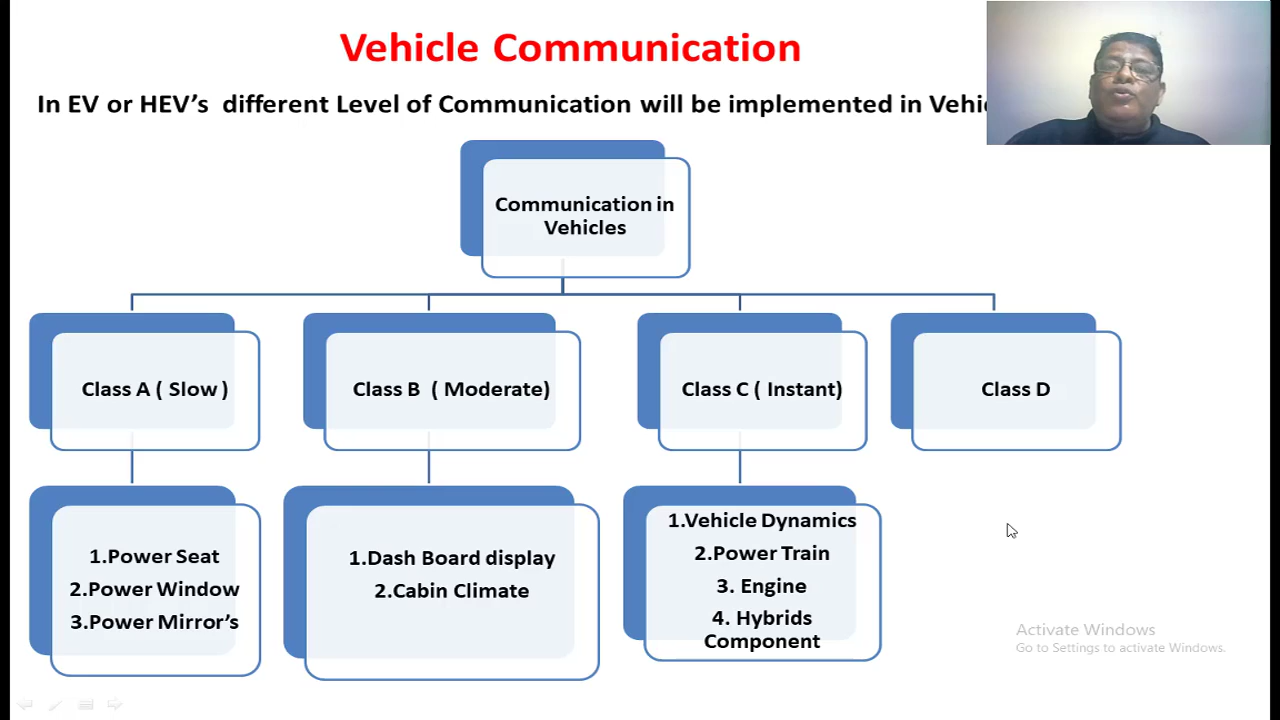 Vehicle Communication
In EV or HEV’s different Level of Communication will be implemented in
Communication in
Vehicles
Class A ( Slow )
Class B ( Moderate)
Class C ( Instant)
Class D
1.Power Seat
2.Power Window
3.Power Mirror’s
1.Dash Board display
2.Cabin Climate
1.Vehicle Dynamics
2.Power Train
3. Engine
4. Hybrids
Component
Activate Windows
Go to Settings to activate Windows.